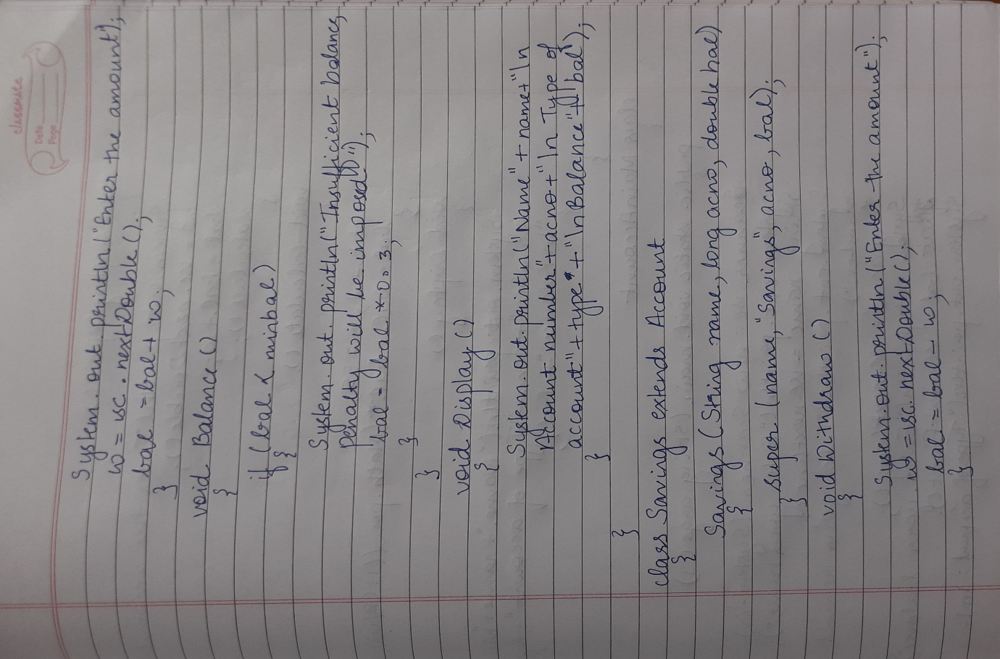 classmate
Date
Page
System.out.println("Enter the amount");
w = sc.nextDouble();
bal = bal + w;
}
void Balance()
{
if (bal < minbal)
{
System.out.println("Insufficient balance,
Penalty will be imposed");
bal = bal * 0.03;
}
}
void Display()
{
System.out.println("Name" + name + "\n
Account number" + acno + "\n Type of
account" + type + "\nBalance" + bal);
}
}
class Savings extends Account
{
Savings(String name, long acno, double bal)
{
super(name, "Savings", acno, bal);
}
void Withdraw()
{
System.out.println("Enter the amount");
w = sc.nextDouble();
bal = bal - w;
}